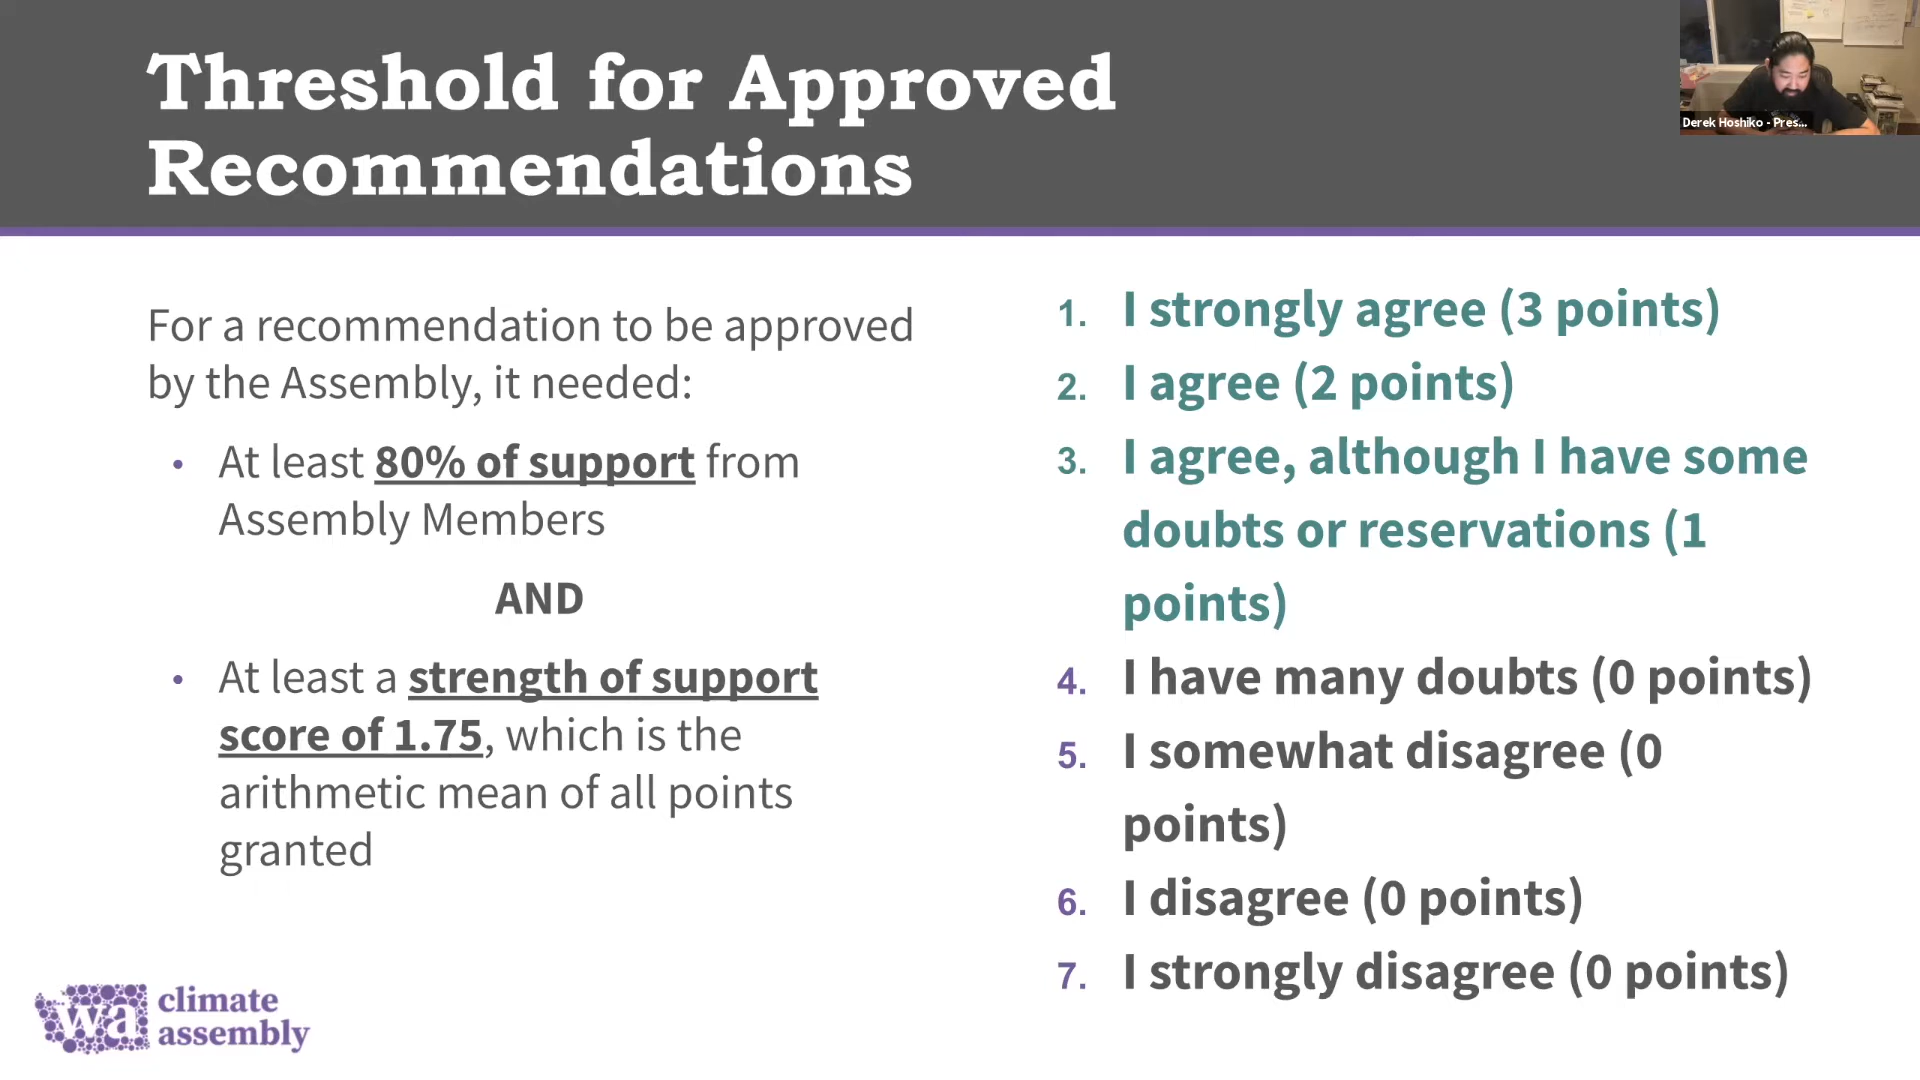 Threshold for Approved
Recommendations
Derek Hoshiko - Pres...
For a recommendation to be approved
by the Assembly, it needed:
• At least 80% of support from
Assembly Members
AND
• At least a strength of support
score of 1.75, which is the
arithmetic mean of all points
granted
1. I strongly agree (3 points)
2. I agree (2 points)
3. I agree, although I have some
doubts or reservations (1
points)
4. I have many doubts (0 points)
5. I somewhat disagree (0
points)
6. I disagree (0 points)
7. I strongly disagree (0 points)
wa climate
assembly